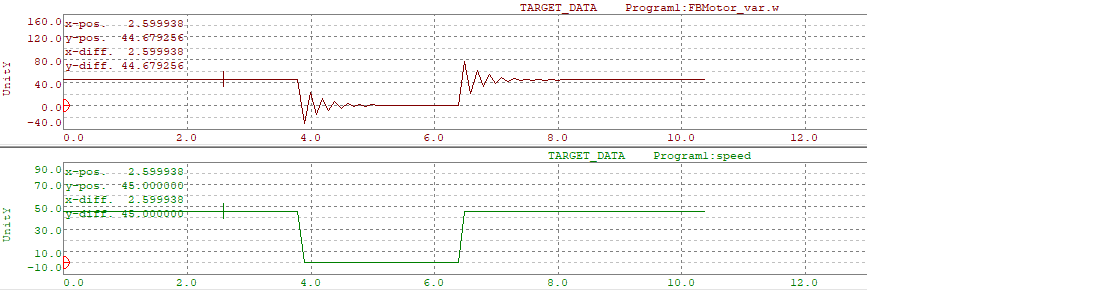 TARGET_DATA Program1:FBMotor_var.w
160.0
x-pos. 2.599938
120.0
y-pos. 44.679256
x-diff. 2.599938
80.0
y-diff. 44.679256
UnitY
40.0
0.0
-40.0
0.0 2.0 4.0 6.0 8.0 10.0 12.0
TARGET_DATA Program1:speed
90.0
x-pos. 2.599938
70.0
y-pos. 45.000000
x-diff. 2.599938
50.0
y-diff. 45.000000
UnitY
30.0
10.0
-10.0
0.0 2.0 4.0 6.0 8.0 10.0 12.0